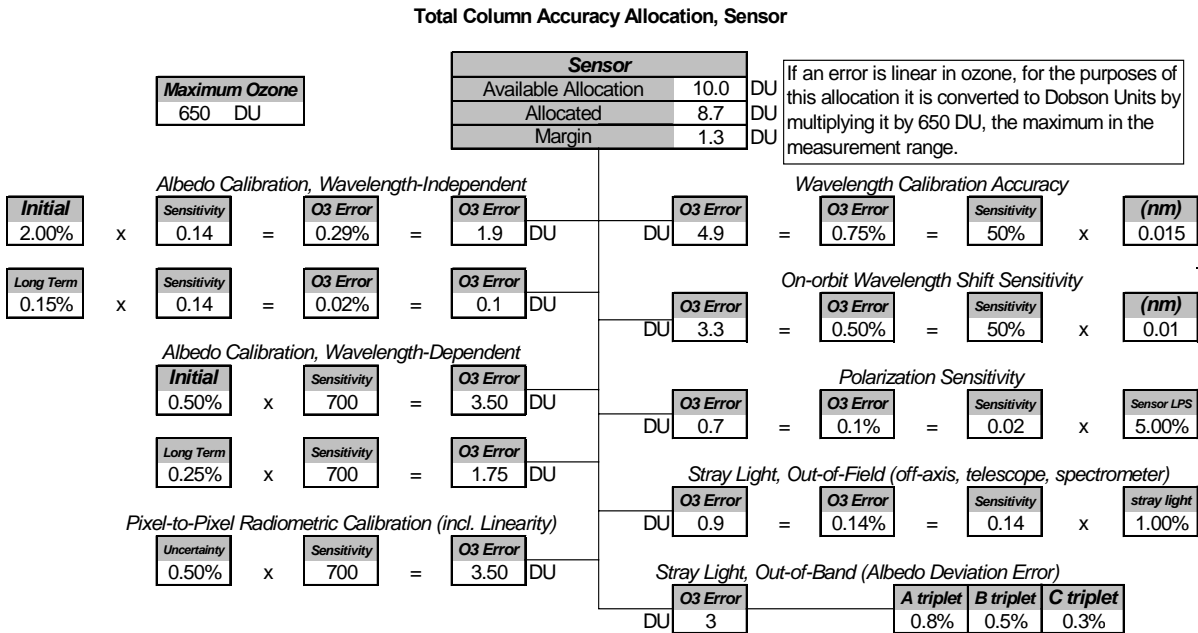 Total Column Accuracy Allocation, Sensor
Maximum Ozone
650 DU
Sensor
Available Allocation 10.0 DU
Allocated 8.7 DU
Margin 1.3 DU
If an error is linear in ozone, for the purposes of
this allocation it is converted to Dobson Units by
multiplying it by 650 DU, the maximum in the
measurement range.
Albedo Calibration, Wavelength-Independent
Initial Sensitivity O3 Error O3 Error
2.00% x 0.14 = 0.29% = 1.9 DU
Long Term Sensitivity O3 Error O3 Error
0.15% x 0.14 = 0.02% = 0.1 DU
Albedo Calibration, Wavelength-Dependent
Initial Sensitivity O3 Error
0.50% x 700 = 3.50 DU
Long Term Sensitivity O3 Error
0.25% x 700 = 1.75 DU
Pixel-to-Pixel Radiometric Calibration (incl. Linearity)
Uncertainty Sensitivity O3 Error
0.50% x 700 = 3.50 DU
Wavelength Calibration Accuracy
O3 Error O3 Error Sensitivity (nm)
DU 4.9 = 0.75% = 50% x 0.015
On-orbit Wavelength Shift Sensitivity
O3 Error O3 Error Sensitivity (nm)
DU 3.3 = 0.50% = 50% x 0.01
Polarization Sensitivity
O3 Error O3 Error Sensitivity Sensor LPS
DU 0.7 = 0.1% = 0.02 x 5.00%
Stray Light, Out-of-Field (off-axis, telescope, spectrometer)
O3 Error O3 Error Sensitivity stray light
DU 0.9 = 0.14% = 0.14 x 1.00%
Stray Light, Out-of-Band (Albedo Deviation Error)
O3 Error A triplet B triplet C triplet
DU 3 0.8% 0.5% 0.3%